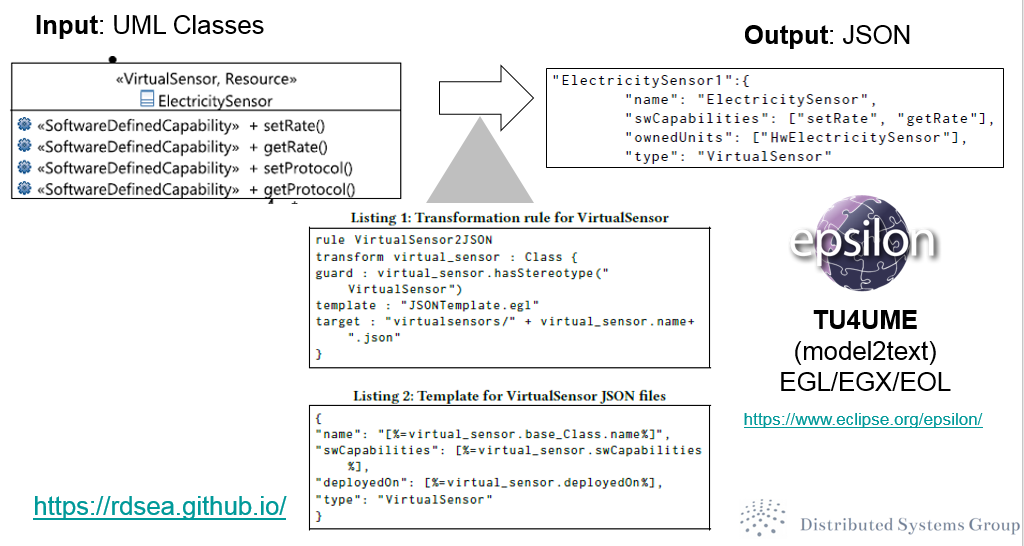 Input: UML Classes
«VirtualSensor, Resource»
ElectricitySensor
«SoftwareDefinedCapability» + setRate()
«SoftwareDefinedCapability» + getRate()
«SoftwareDefinedCapability» + setProtocol()
«SoftwareDefinedCapability» + getProtocol()
Output: JSON
"ElectricitySensor1":{
"name": "ElectricitySensor",
"swCapabilities": ["setRate", "getRate"],
"ownedUnits": ["HwElectricitySensor"],
"type": "VirtualSensor"
Listing 1: Transformation rule for VirtualSensor
rule VirtualSensor2JSON
transform virtual_sensor : Class {
guard : virtual_sensor.hasStereotype("
VirtualSensor")
template : "JSONTemplate.egl"
target : "virtualsensors/" + virtual_sensor.name+
".json"
}
Listing 2: Template for VirtualSensor JSON files
{
"name": "[%=virtual_sensor.base_Class.name%]",
"swCapabilities": [%=virtual_sensor.swCapabilities
%],
"deployedOn": [%=virtual_sensor.deployedOn%],
"type": "VirtualSensor"
}
epsilon
TU4UME
(model2text)
EGL/EGX/EOL
https://www.eclipse.org/epsilon/
https://rdsea.github.io/
Distributed Systems Group